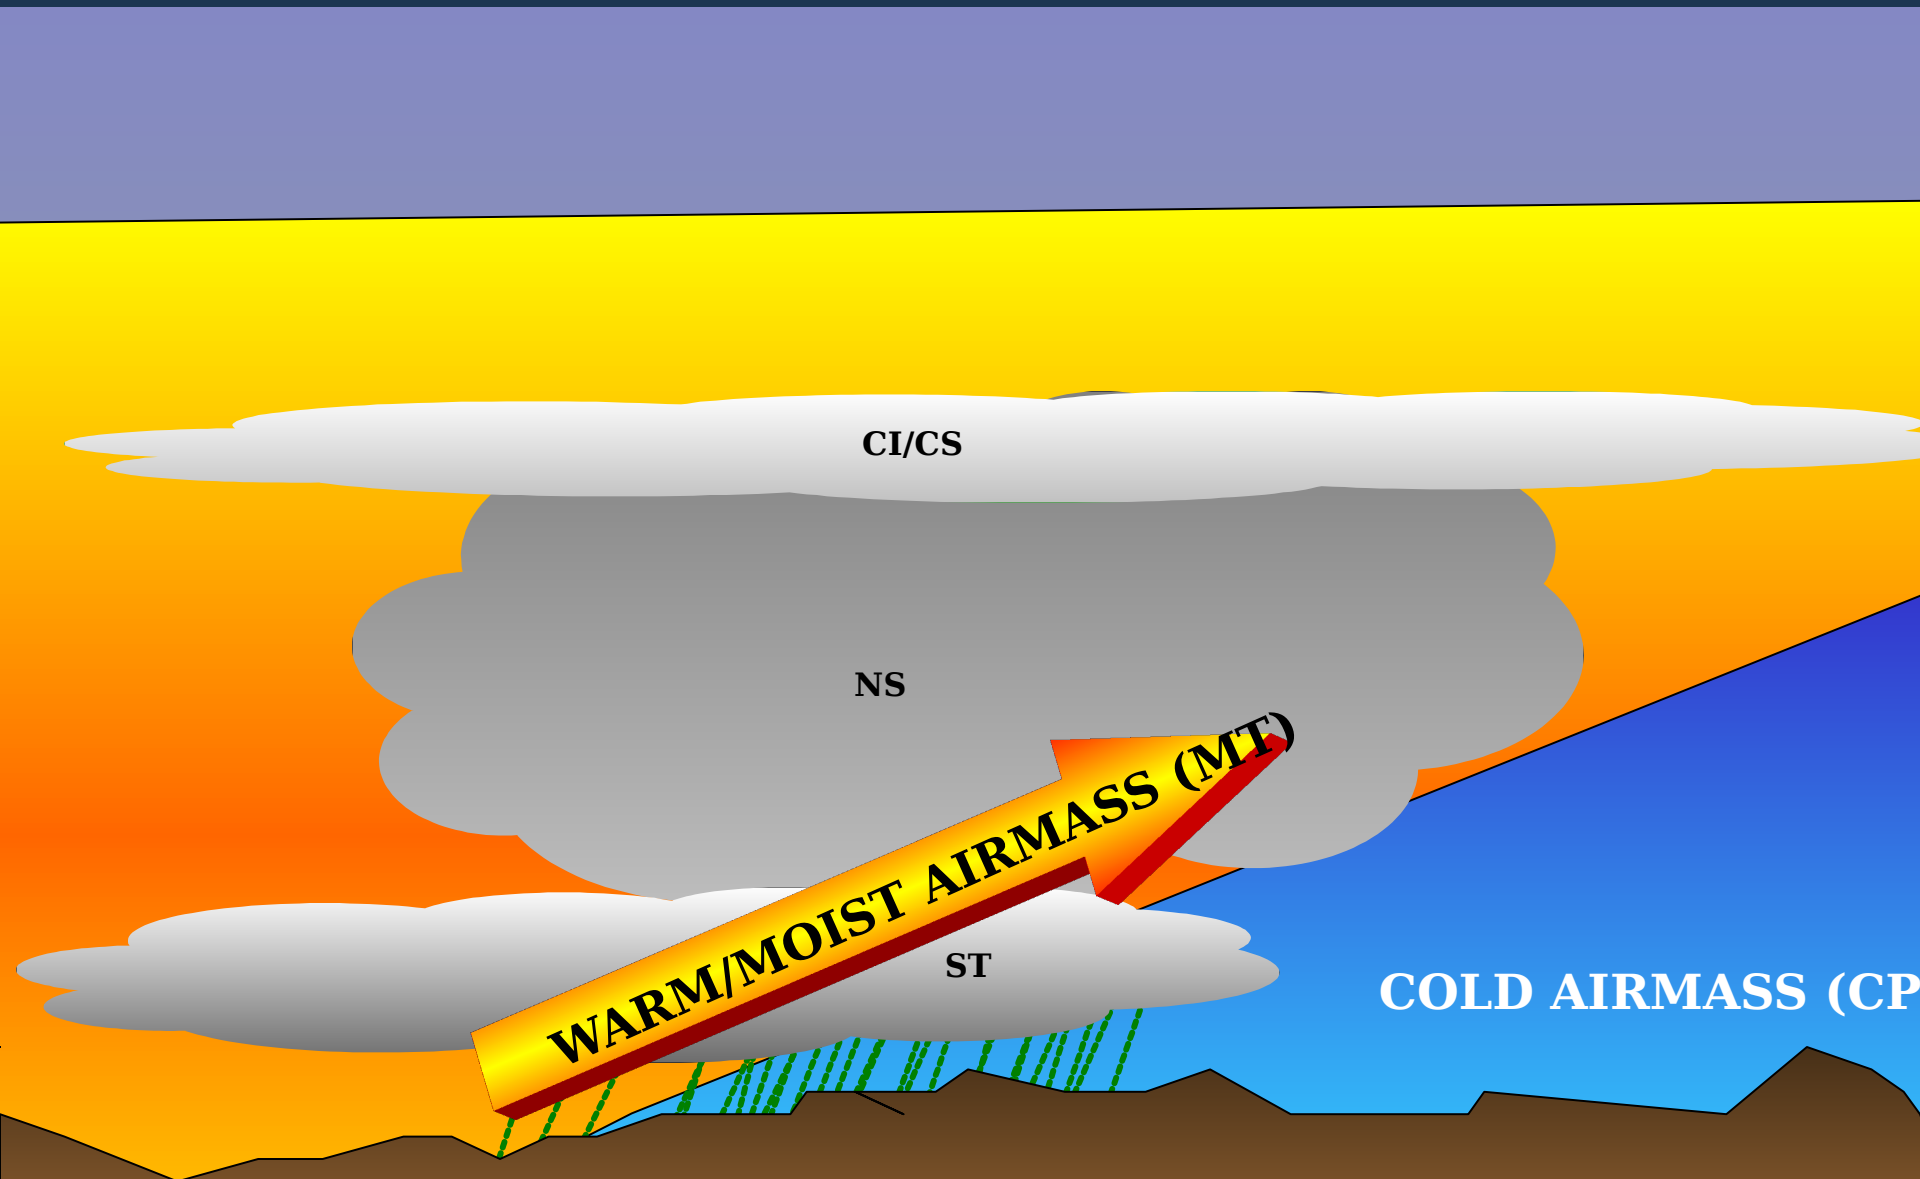 CI/CS
NS
WARM/MOIST AIRMASS (MT)
ST
COLD AIRMASS (CP